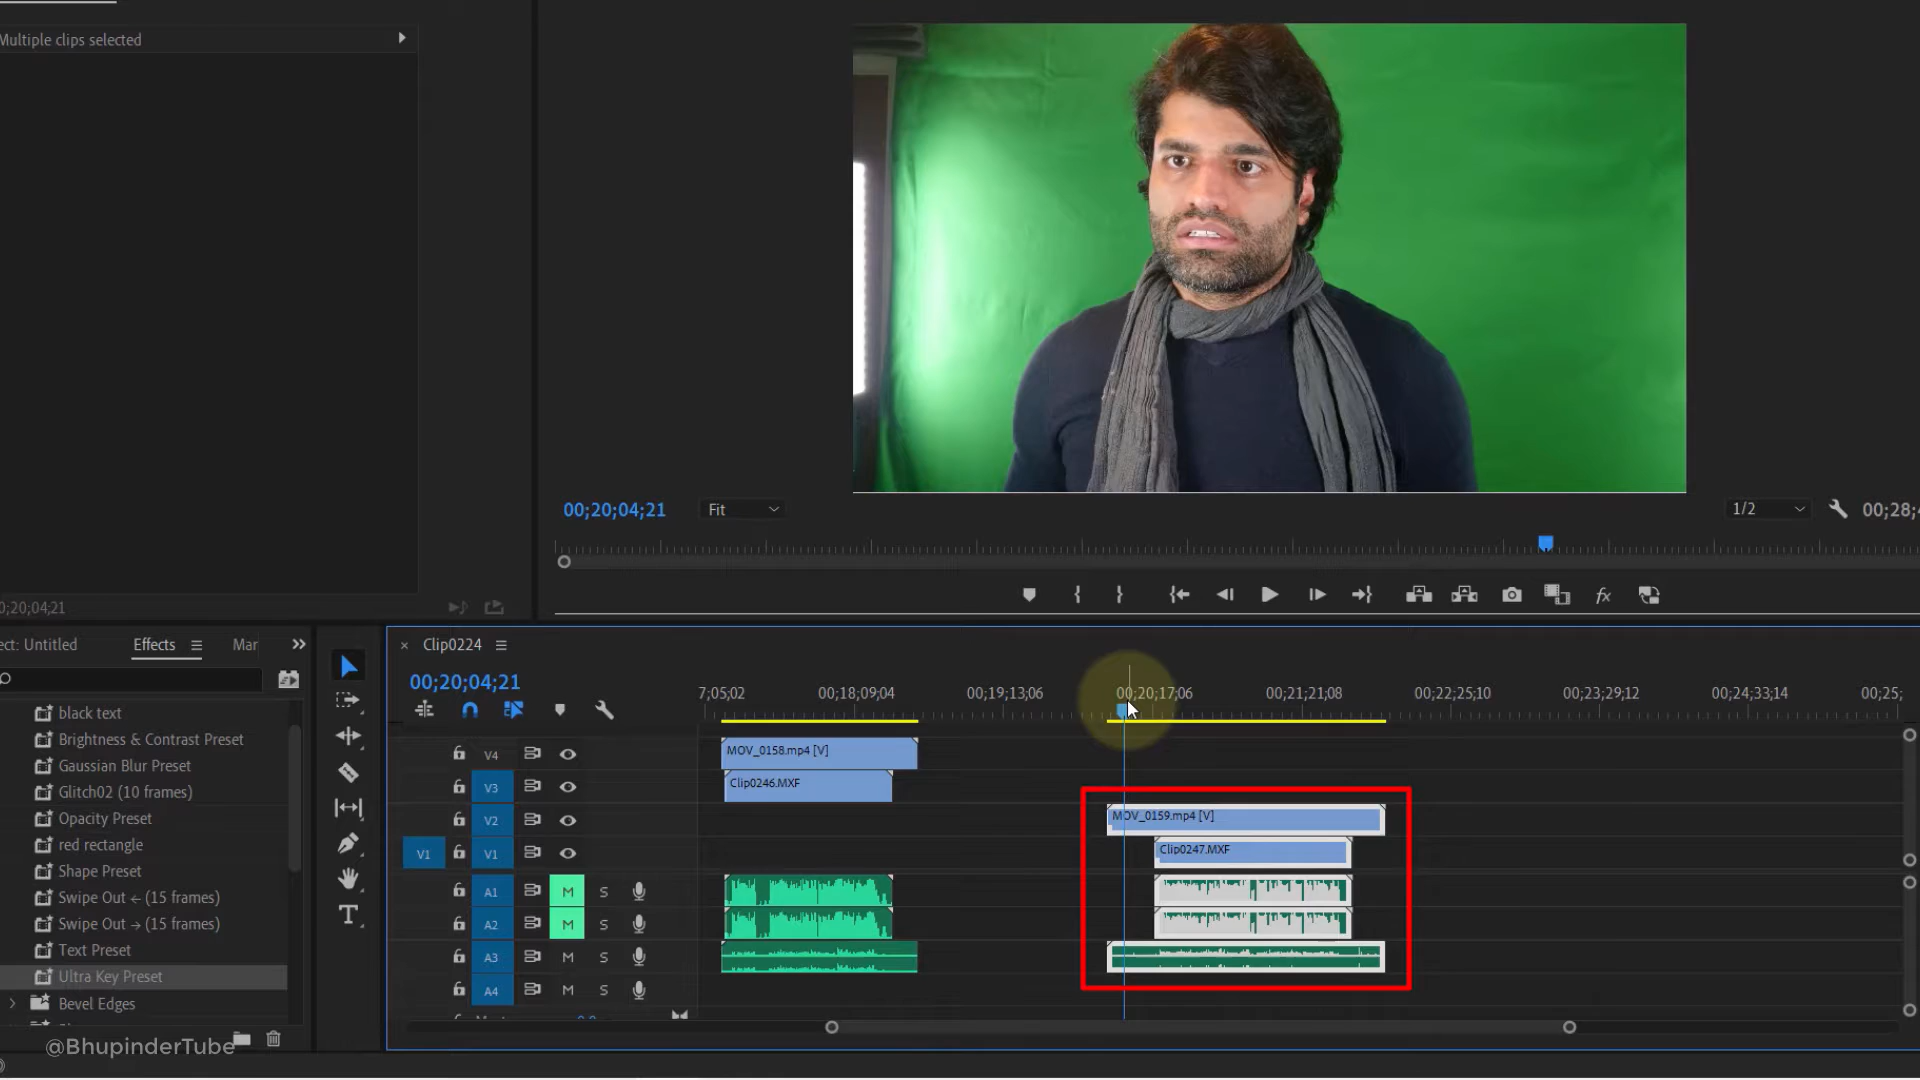 Multiple clips selected
00;20;04;21
Fit
1/2
00;28;
0;20;04;21
ect: Untitled
Effects
Mar
Clip0224
00;20;04;21
7;05;02
00;18;09;04
00;19;13;06
00;20;17;06
00;21;21;08
00;22;25;10
00;23;29;12
00;24;33;14
00;25;
black text
Brightness & Contrast Preset
Gaussian Blur Preset
Glitch02 (10 frames)
Opacity Preset
red rectangle
Shape Preset
Swipe Out ← (15 frames)
Swipe Out → (15 frames)
Text Preset
Ultra Key Preset
Bevel Edges
V4
MOV_0158.mp4 [V]
V3
Clip0246.MXF
V2
MOV_0159.mp4 [V]
V1
V1
Clip0247.MXF
A1
M
S
A2
M
S
A3
M
S
A4
M
S
@BhupinderTube